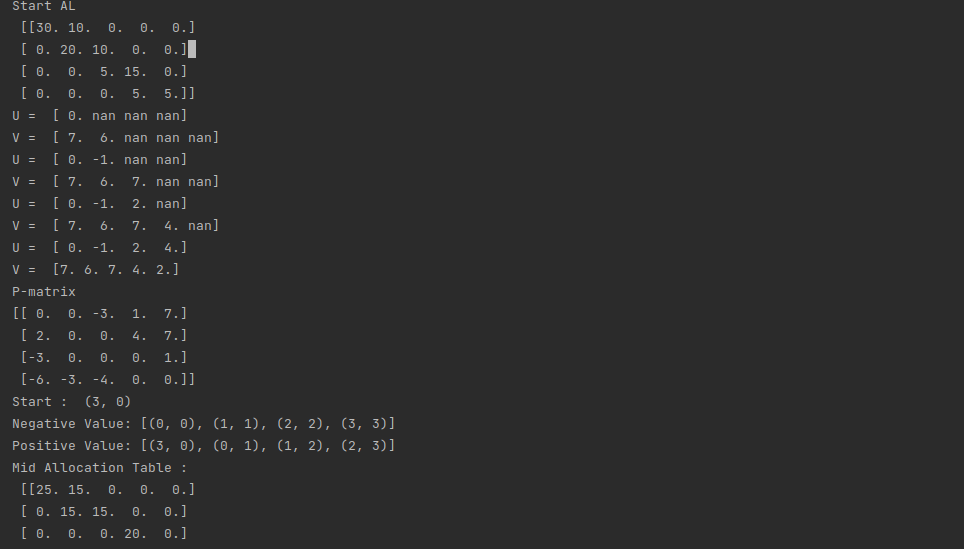 Start AL
 [[30. 10.  0.  0.  0.]
 [ 0. 20. 10.  0.  0.]
 [ 0.  0.  5. 15.  0.]
 [ 0.  0.  0.  5.  5.]]
U =  [ 0. nan nan nan]
V =  [ 7.  6. nan nan nan]
U =  [ 0. -1. nan nan]
V =  [ 7.  6.  7. nan nan]
U =  [ 0. -1.  2. nan]
V =  [ 7.  6.  7.  4. nan]
U =  [ 0. -1.  2.  4.]
V =  [7. 6. 7. 4. 2.]
P-matrix
[[ 0.  0. -3.  1.  7.]
 [ 2.  0.  0.  4.  7.]
 [-3.  0.  0.  0.  1.]
 [-6. -3. -4.  0.  0.]]
Start :  (3, 0)
Negative Value: [(0, 0), (1, 1), (2, 2), (3, 3)]
Positive Value: [(3, 0), (0, 1), (1, 2), (2, 3)]
Mid Allocation Table :
 [[25. 15.  0.  0.  0.]
 [ 0. 15. 15.  0.  0.]
 [ 0.  0.  0. 20.  0.]